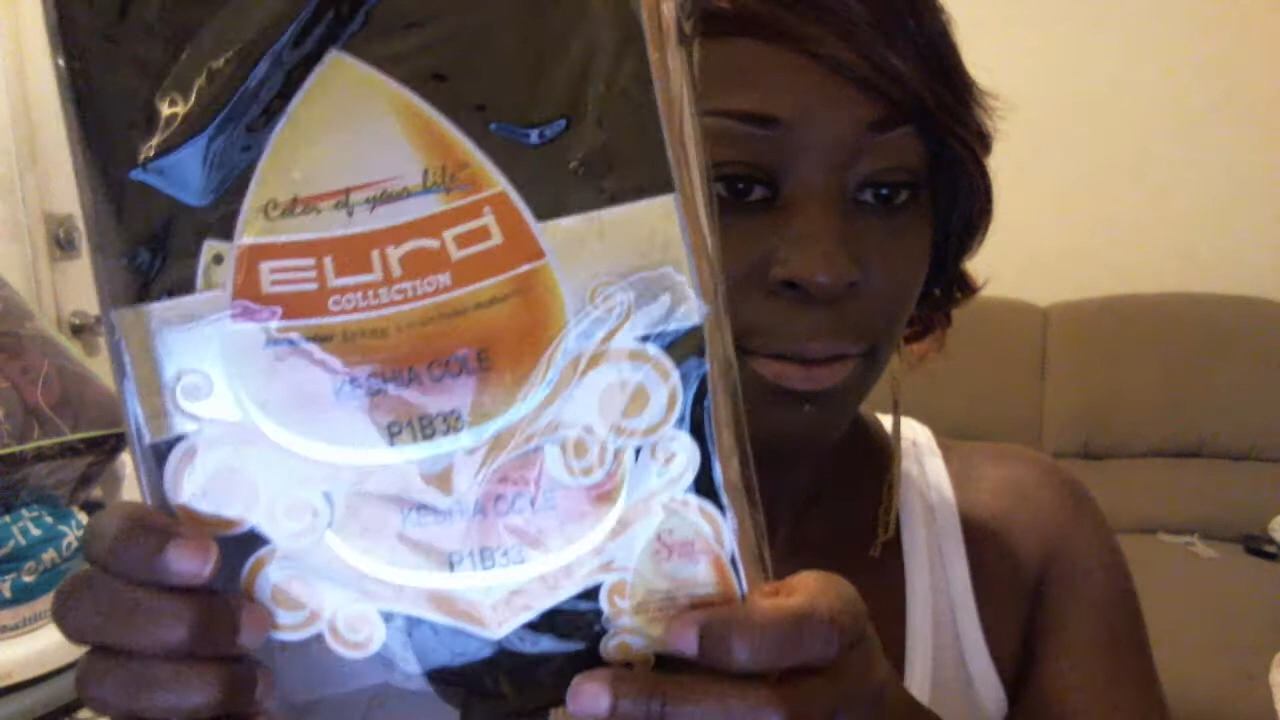 Color of your life
EURO
COLLECTION
KESHIA COLE
P1B33
KESHIA COLE
P1B33